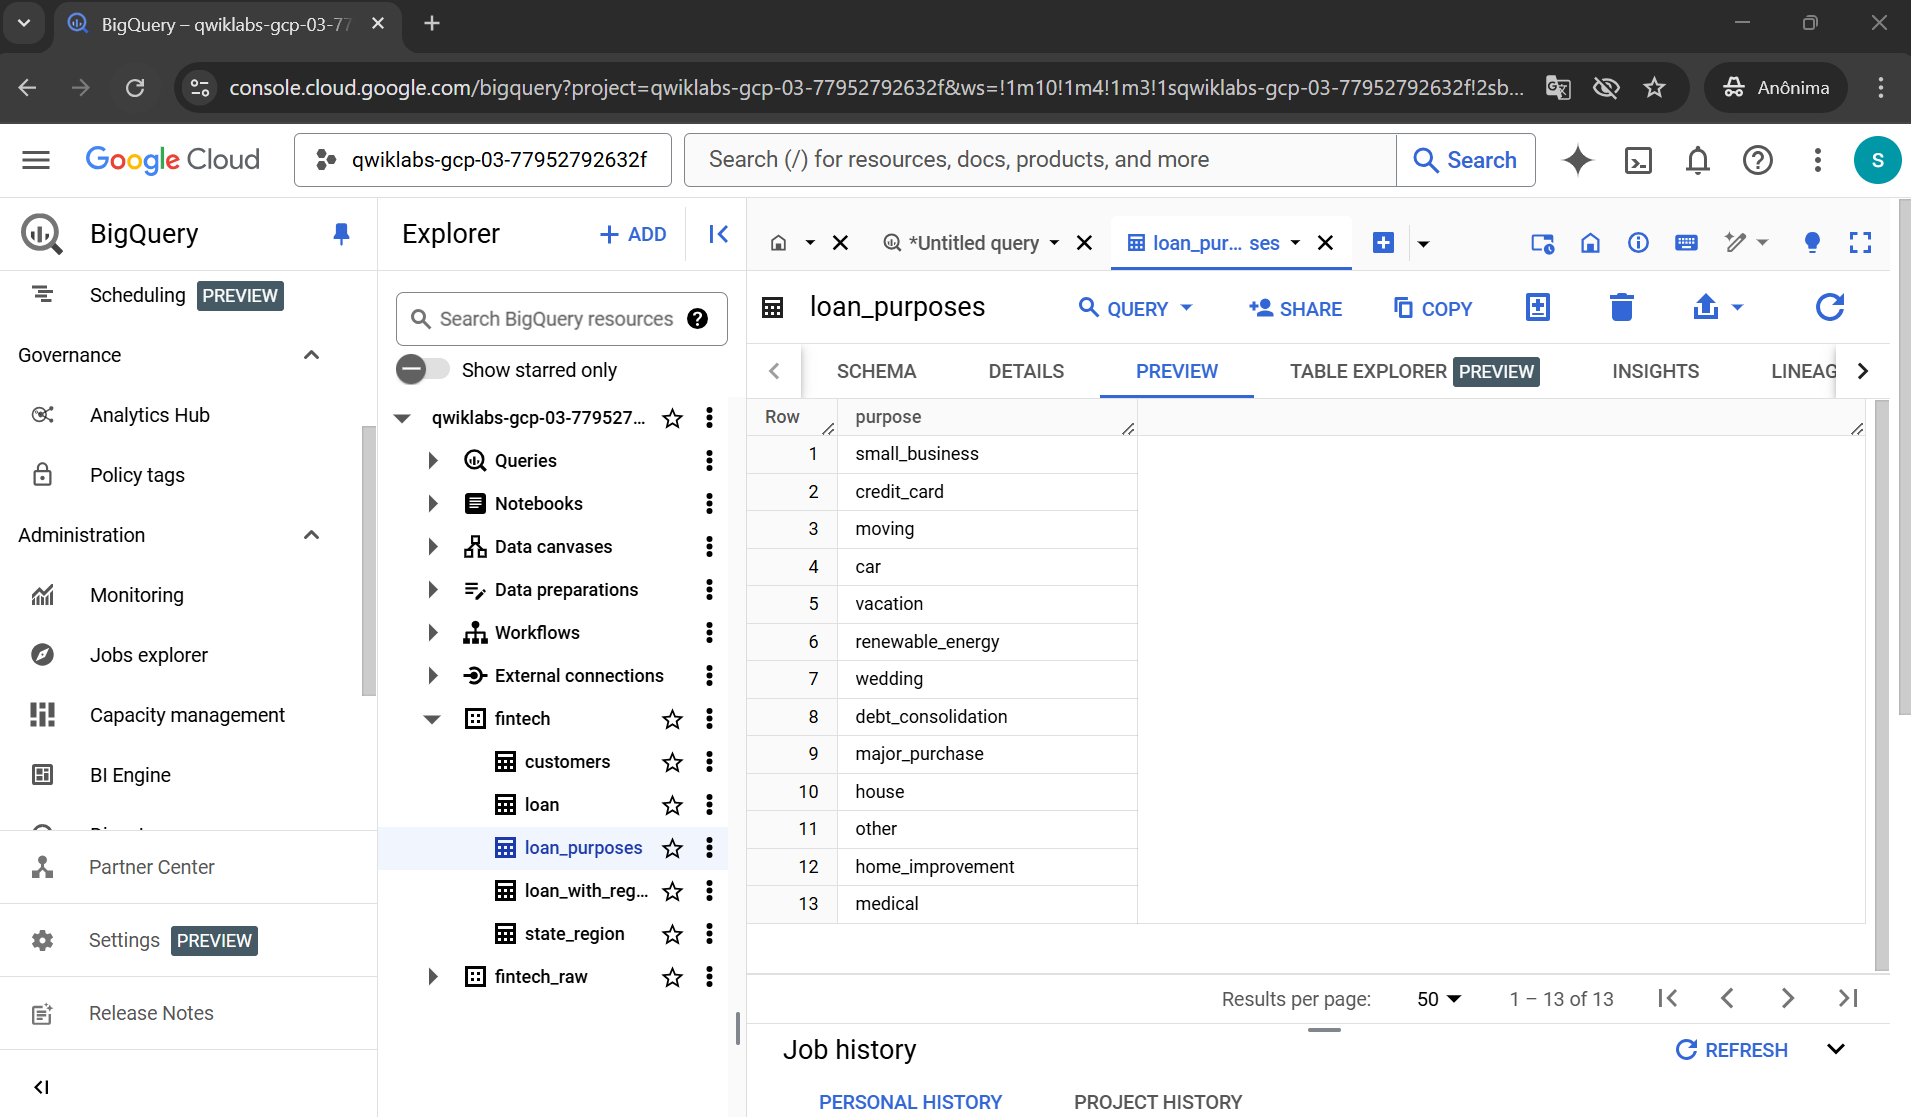 BigQuery – qwiklabs-gcp-03-77
console.cloud.google.com/bigquery?project=qwiklabs-gcp-03-77952792632f&ws=!1m10!1m4!1m3!1sqwiklabs-gcp-03-77952792632f!2sb...
Anônima
Google Cloud
qwiklabs-gcp-03-77952792632f
Search (/) for resources, docs, products, and more
Search
S
BigQuery
Scheduling PREVIEW
Governance
Analytics Hub
Policy tags
Administration
Monitoring
Jobs explorer
Capacity management
BI Engine
Partner Center
Settings PREVIEW
Release Notes
Explorer
+ ADD
Search BigQuery resources
Show starred only
qwiklabs-gcp-03-779527...
Queries
Notebooks
Data canvases
Data preparations
Workflows
External connections
fintech
customers
loan
loan_purposes
loan_with_reg...
state_region
fintech_raw
*Untitled query
loan_pur... ses
loan_purposes
QUERY
SHARE
COPY
SCHEMA
DETAILS
PREVIEW
TABLE EXPLORER PREVIEW
INSIGHTS
LINEAG
Row purpose
1 small_business
2 credit_card
3 moving
4 car
5 vacation
6 renewable_energy
7 wedding
8 debt_consolidation
9 major_purchase
10 house
11 other
12 home_improvement
13 medical
Results per page: 50 1 – 13 of 13
Job history
REFRESH
PERSONAL HISTORY
PROJECT HISTORY